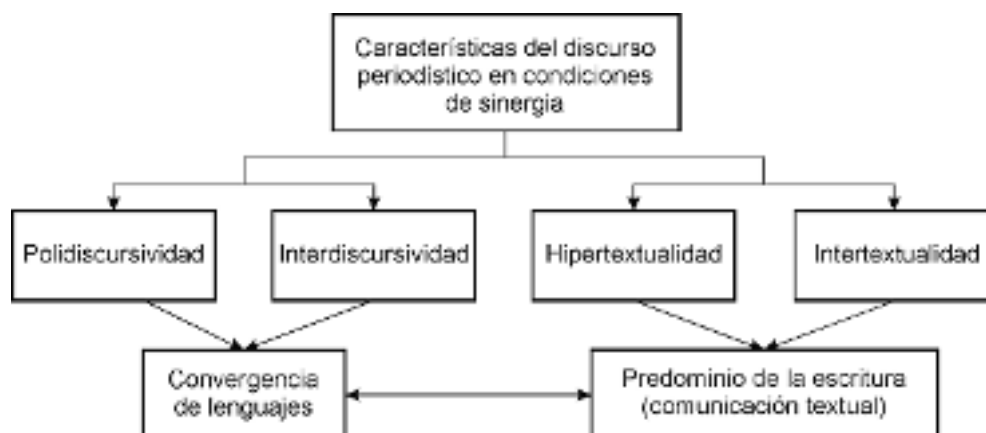 Características del discurso
periodístico en condiciones
de sinergia
Polidiscursividad
Interdiscursividad
Hipertextualidad
Intertextualidad
Convergencia
de lenguajes
Predominio de la escritura
(comunicación textual)